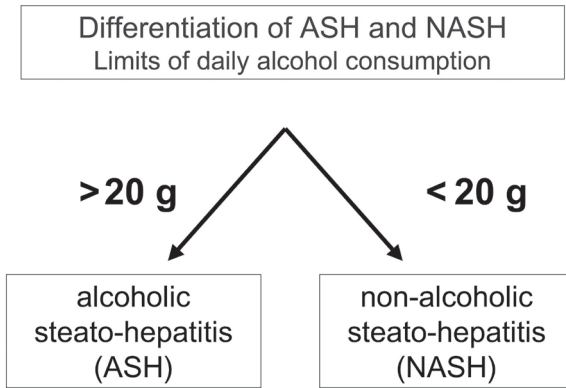 Differentiation of ASH and NASH
Limits of daily alcohol consumption
>20 g
<20 g
alcoholic
steato-hepatitis
(ASH)
non-alcoholic
steato-hepatitis
(NASH)